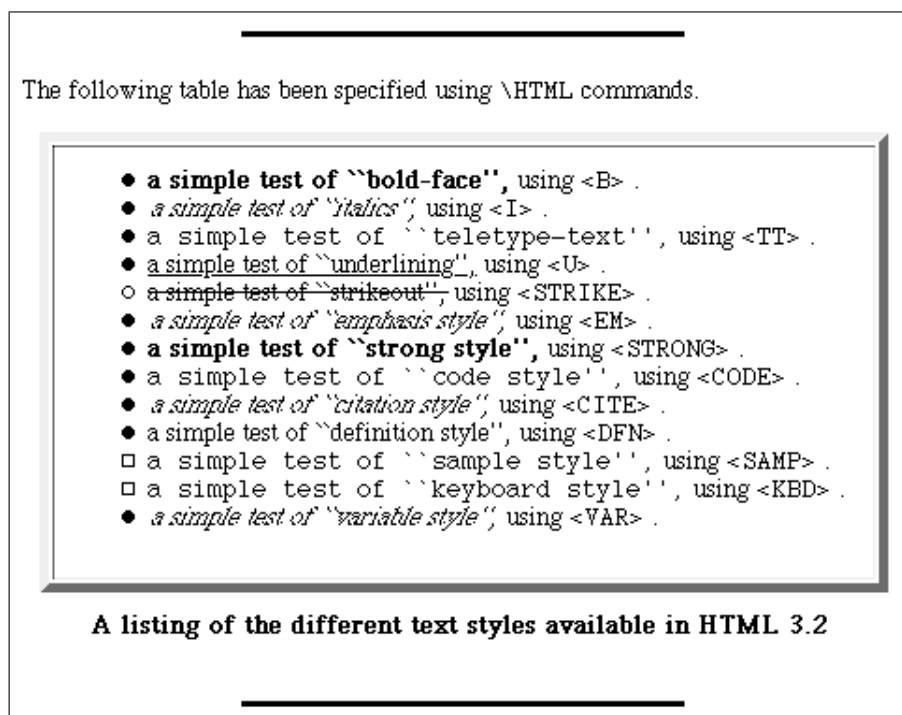 The following table has been specified using \HTML commands.
● a simple test of ``bold-face'', using <B> .
● a simple test of ``italics'', using <I> .
● a simple test of ``teletype-text'', using <TT> .
● a simple test of ``underlining'', using <U> .
○ a simple test of ``strikeout'', using <STRIKE> .
● a simple test of ``emphasis style'', using <EM> .
● a simple test of ``strong style'', using <STRONG> .
● a simple test of ``code style'', using <CODE> .
● a simple test of ``citation style'', using <CITE> .
● a simple test of ``definition style'', using <DFN> .
□ a simple test of ``sample style'', using <SAMP> .
□ a simple test of ``keyboard style'', using <KBD> .
● a simple test of ``variable style'', using <VAR> .
A listing of the different text styles available in HTML 3.2